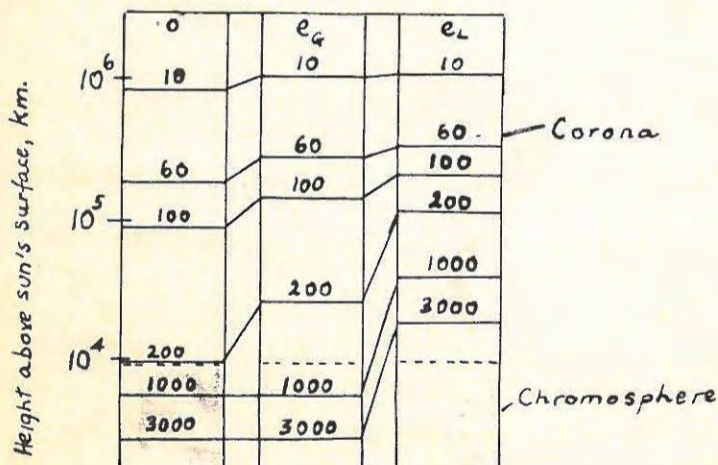 o e_G e_L
10^6 10 10 10
60 60 60 Corona
100 100 100
10^5 200
200 1000
3000
10^4 200
1000 1000
Chromosphere
3000 3000
Height above sun's surface, km.